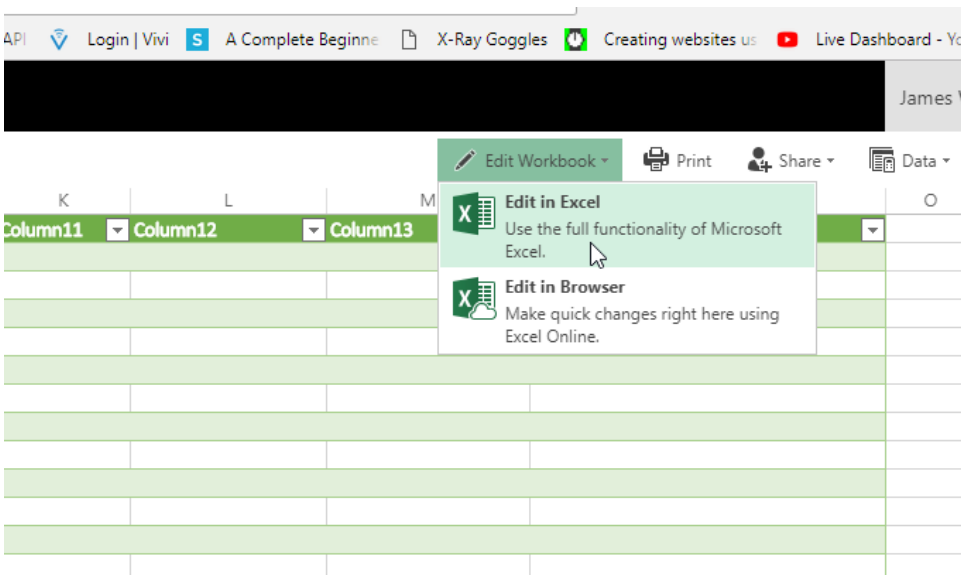 API Login | Vivi S A Complete Beginne X-Ray Goggles Creating websites us Live Dashboard - Yo
James
Edit Workbook Print Share Data
K L M O
Column11 Column12 Column13
Edit in Excel
Use the full functionality of Microsoft
Excel.
Edit in Browser
Make quick changes right here using
Excel Online.